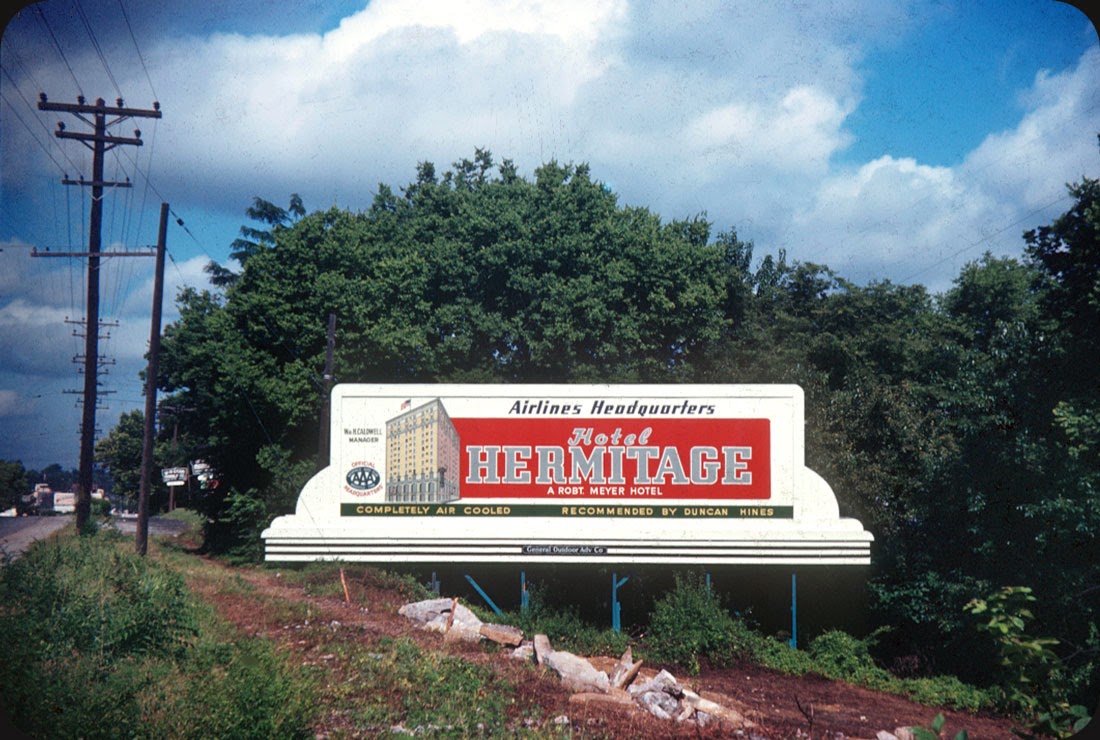 Airlines Headquarters
Wm H. CALDWELL
MANAGER
OFFICIAL
AAA
HEADQUARTERS
Hotel
HERMITAGE
A ROBT. MEYER HOTEL
COMPLETELY AIR COOLED
RECOMMENDED BY DUNCAN HINES
General Outdoor Adv Co